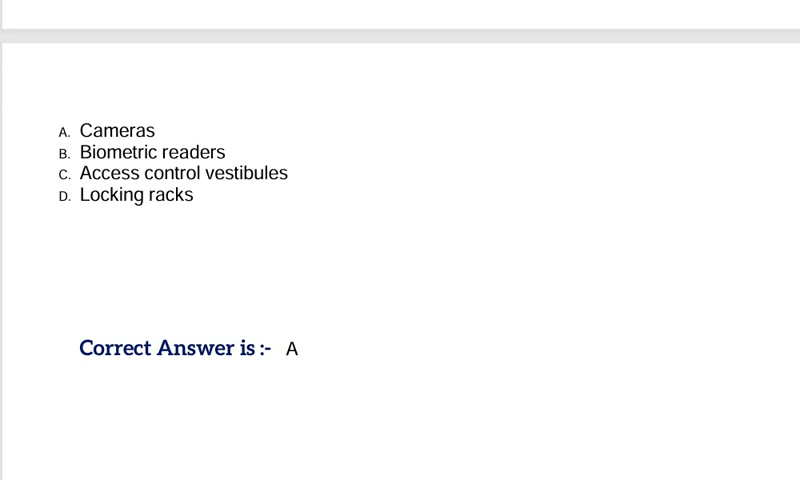 A. Cameras
B. Biometric readers
C. Access control vestibules
D. Locking racks
Correct Answer is :- A